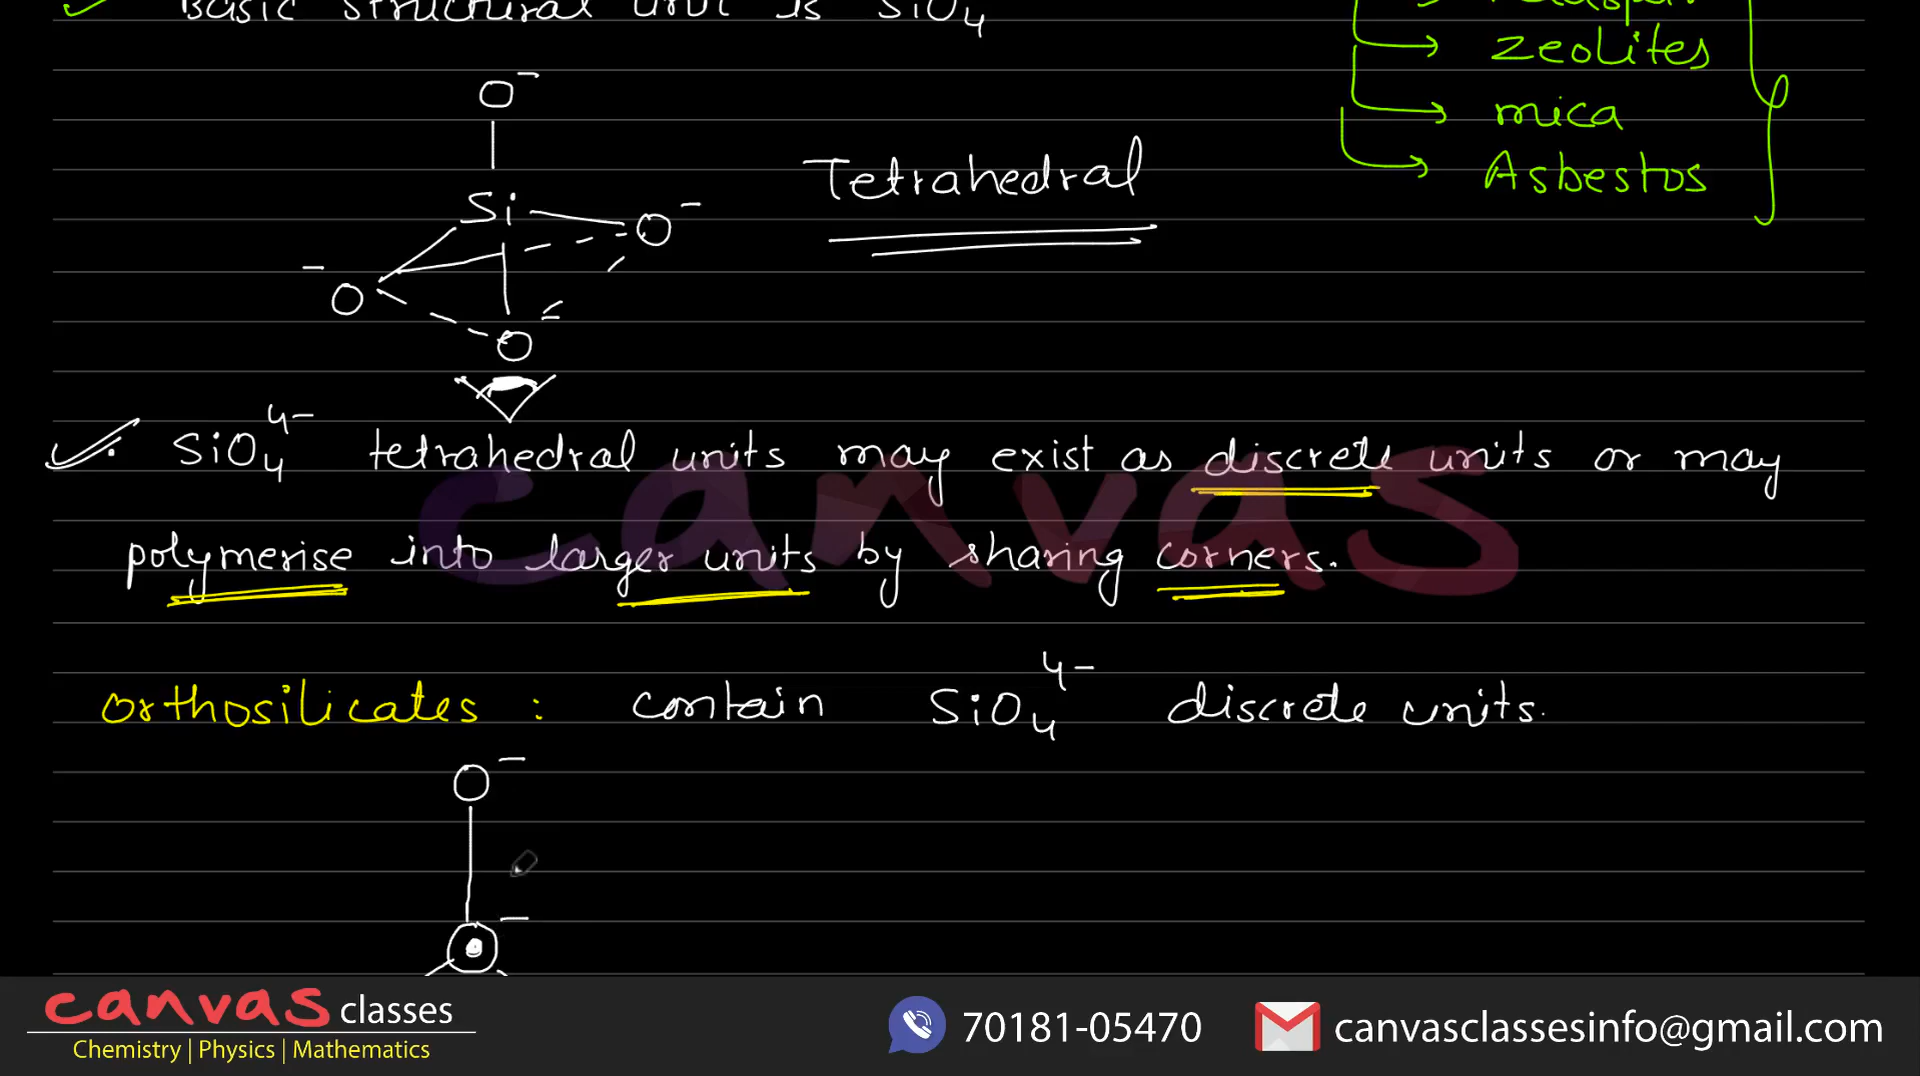 Basic structural unit is SiO4
Feldspar
zeolites
mica
Asbestos
O-
Si
O-
-O
O-
Tetrahedral
SiO4 4- tetrahedral units may exist as discrete units or may
polymerise into larger units by sharing corners.
canvas
orthosilicates : contain SiO4 4- discrete units.
O-
-
canvas classes
Chemistry | Physics | Mathematics
70181-05470
canvasclassesinfo@gmail.com